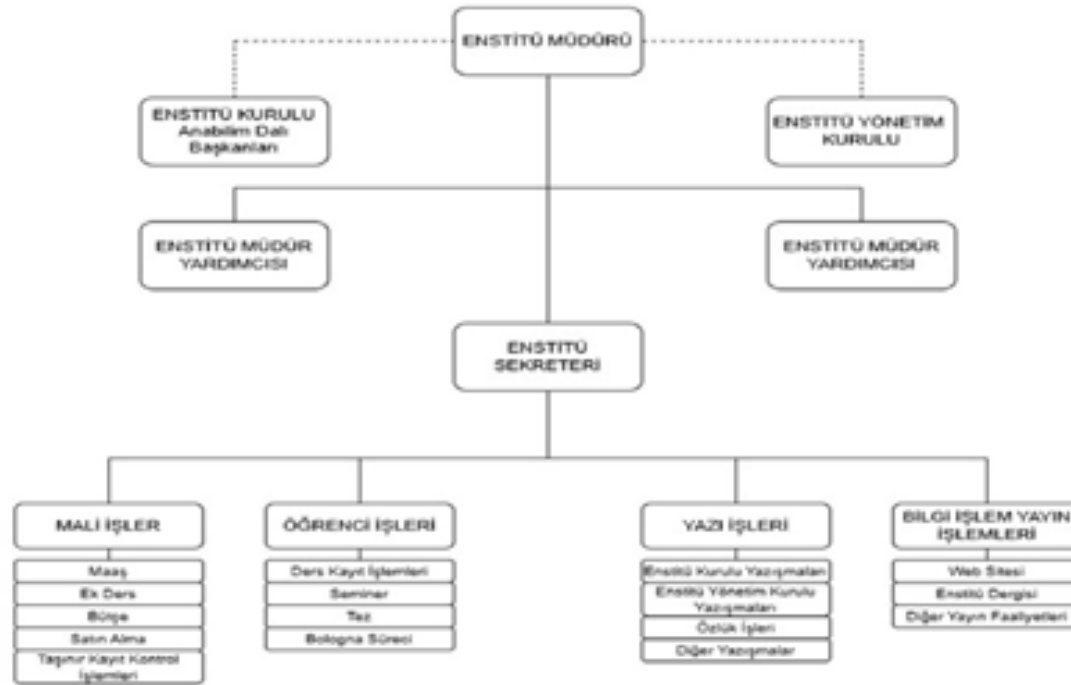 ENSTİTÜ MÜDÜRÜ
ENSTİTÜ KURULU
Anabilim Dalı
Başkanları
ENSTİTÜ YÖNETİM
KURULU
ENSTİTÜ MÜDÜR
YARDIMCISI
ENSTİTÜ MÜDÜR
YARDIMCISI
ENSTİTÜ
SEKRETERİ
MALİ İŞLER
Maaş
Ek Ders
Bütçe
Satın Alma
Taşınır Kayıt Kontrol
İşlemleri
ÖĞRENCİ İŞLERİ
Ders Kayıt İşlemleri
Seminer
Tez
Bologna Süreci
YAZI İŞLERİ
Enstitü Kurulu Yazışmaları
Enstitü Yönetim Kurulu
Yazışmaları
Özlük İşleri
Diğer Yazışmalar
BİLGİ İŞLEM YAYIN
İŞLEMLERİ
Web Sitesi
Enstitü Dergisi
Diğer Yayın Faaliyetleri